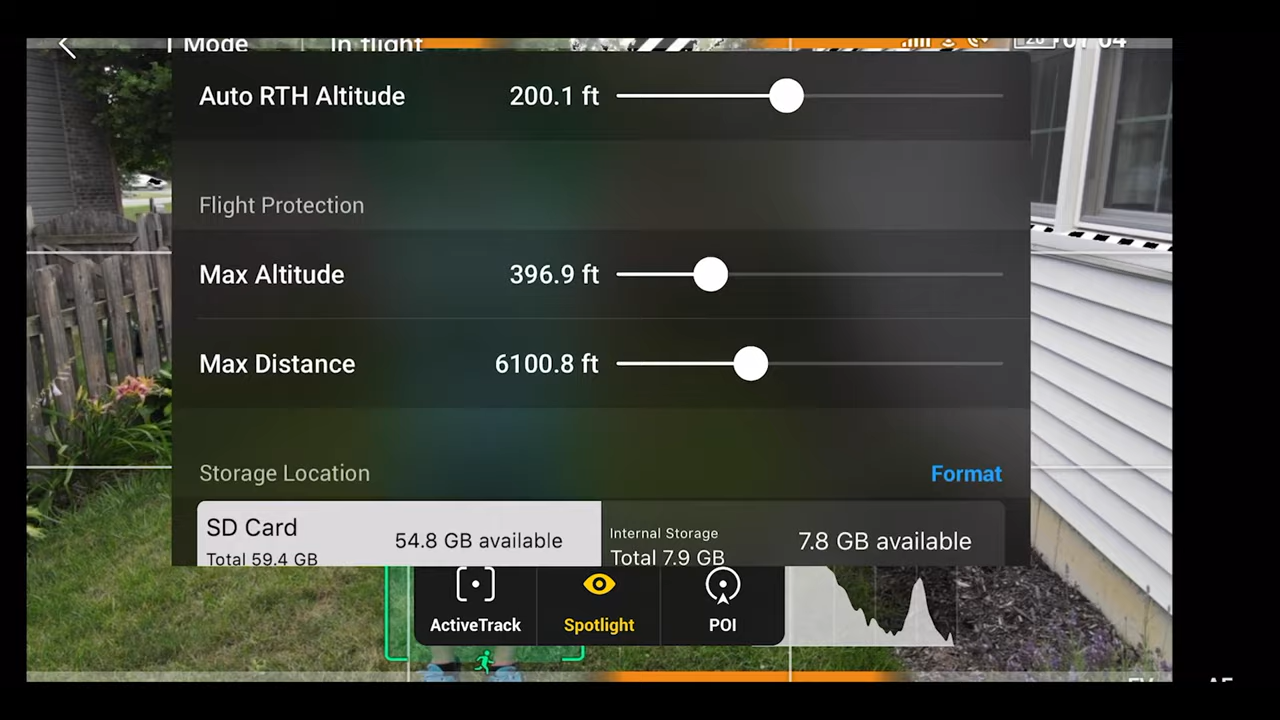 Mode In flight
Auto RTH Altitude 200.1 ft
Flight Protection
Max Altitude 396.9 ft
Max Distance 6100.8 ft
Storage Location Format
SD Card 54.8 GB available
Total 59.4 GB
Internal Storage 7.8 GB available
Total 7.9 GB
ActiveTrack Spotlight POI